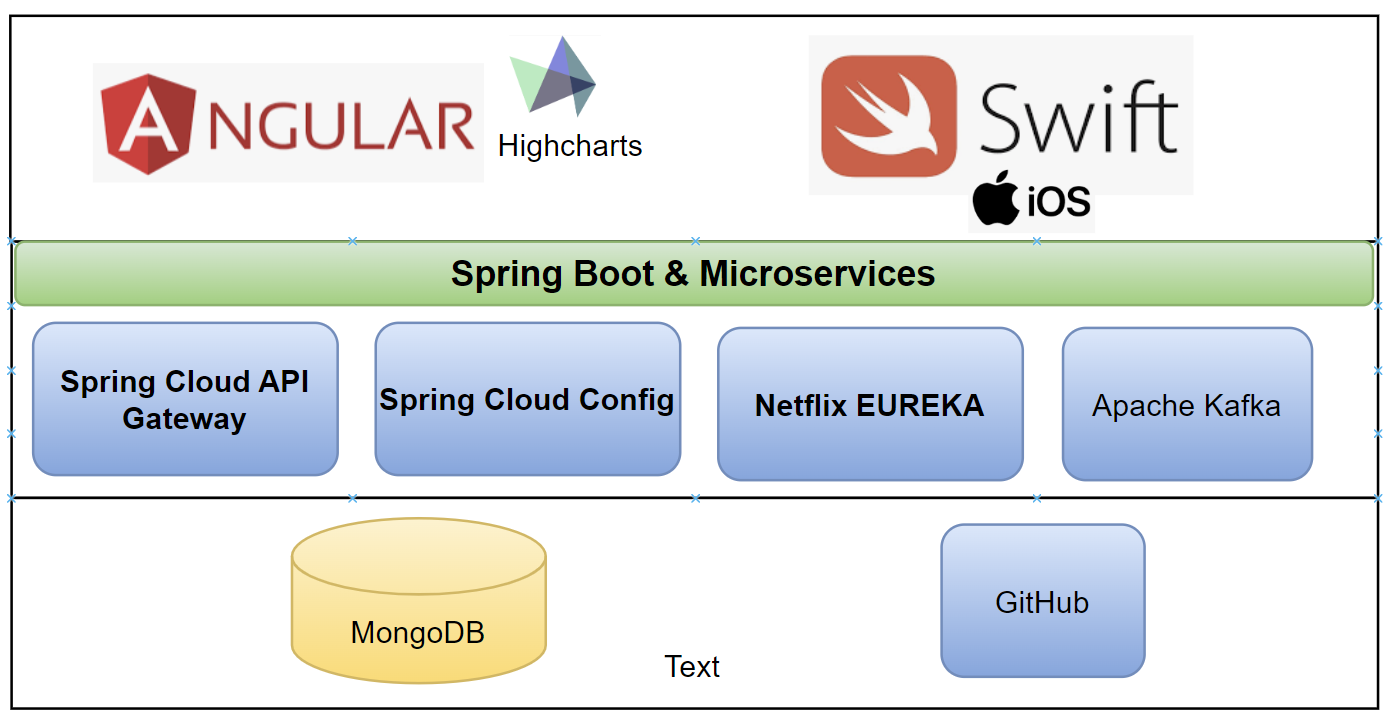 ANGULAR
Highcharts
Swift
iOS
Spring Boot & Microservices
Spring Cloud API
Gateway
Spring Cloud Config
Netflix EUREKA
Apache Kafka
MongoDB
GitHub
Text